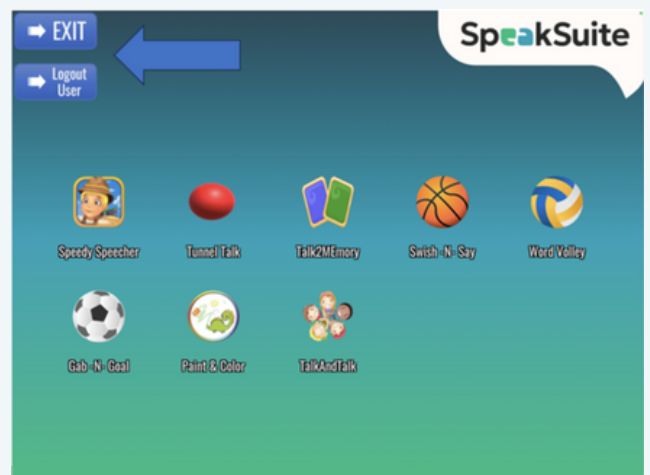 EXIT
SpeakSuite
Logout
User
Speedy Speecher
Tunnel Talk
Talk2MEmory
Swish -N- Say
Word Volley
Gab -N- Goal
Paint & Color
TalkAndTalk